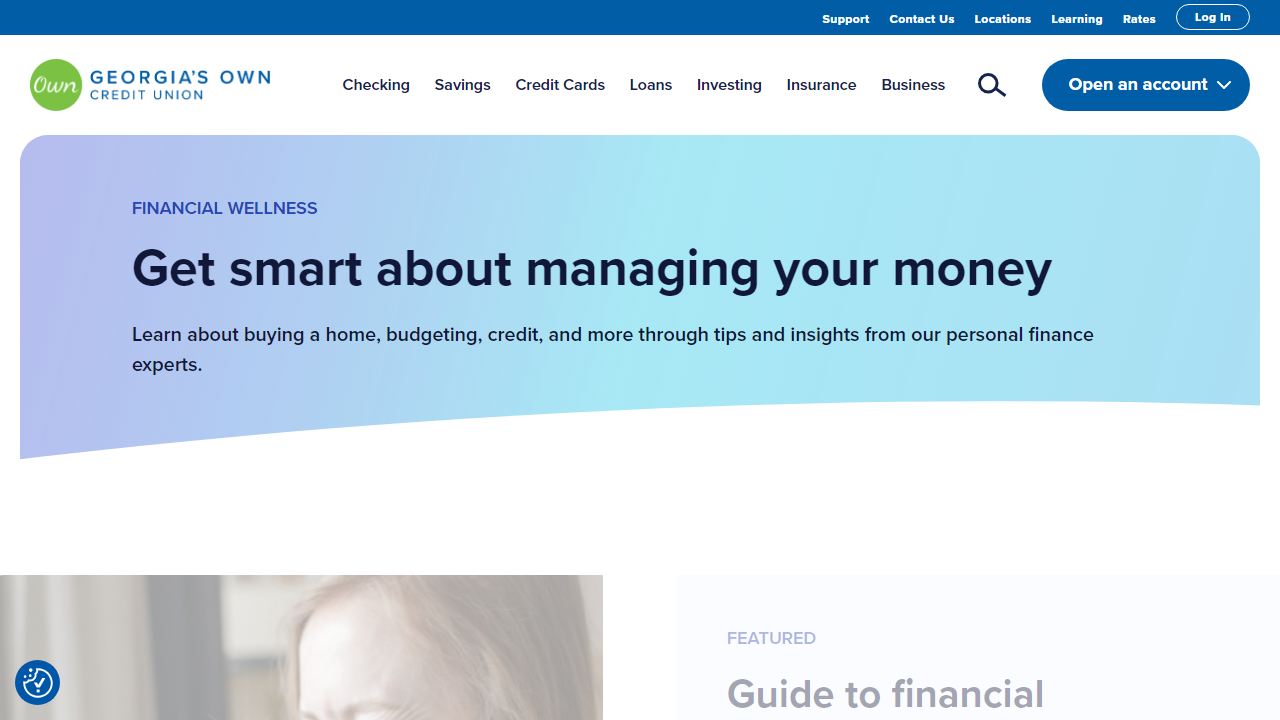 Support Contact Us Locations Learning Rates Log In
Own GEORGIA'S OWN
CREDIT UNION
Checking Savings Credit Cards Loans Investing Insurance Business Open an account
FINANCIAL WELLNESS
Get smart about managing your money
Learn about buying a home, budgeting, credit, and more through tips and insights from our personal finance
experts.
FEATURED
Guide to financial